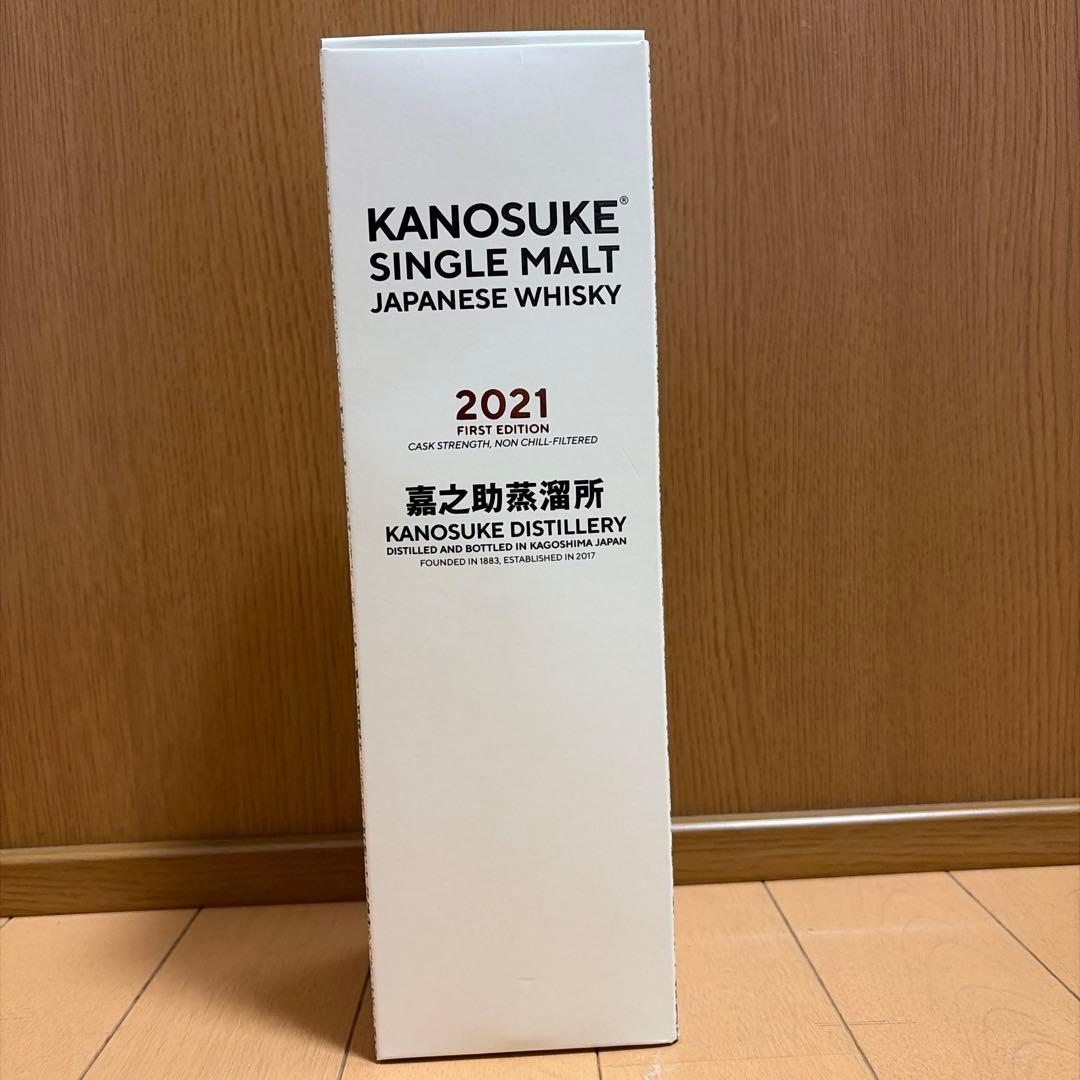 KANOSUKE®
SINGLE MALT
JAPANESE WHISKY
2021
FIRST EDITION
CASK STRENGTH, NON CHILL-FILTERED
嘉之助蒸溜所
KANOSUKE DISTILLERY
DISTILLED AND BOTTLED IN KAGOSHIMA JAPAN
FOUNDED IN 1883, ESTABLISHED IN 2017